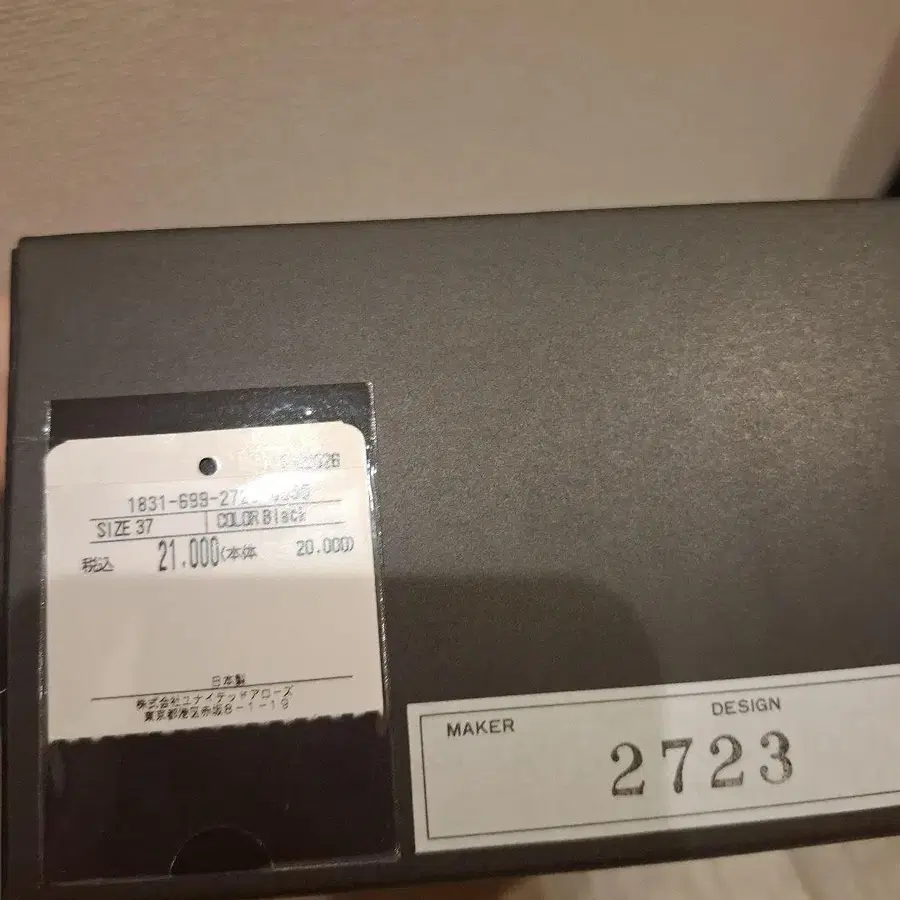 1831-699-272
SIZE 37 COLOR Black
税込 21.000(本体 20.000)
日本製
株式会社ユナイテッドアローズ
東京都港区赤坂8-1-19
MAKER DESIGN
2723